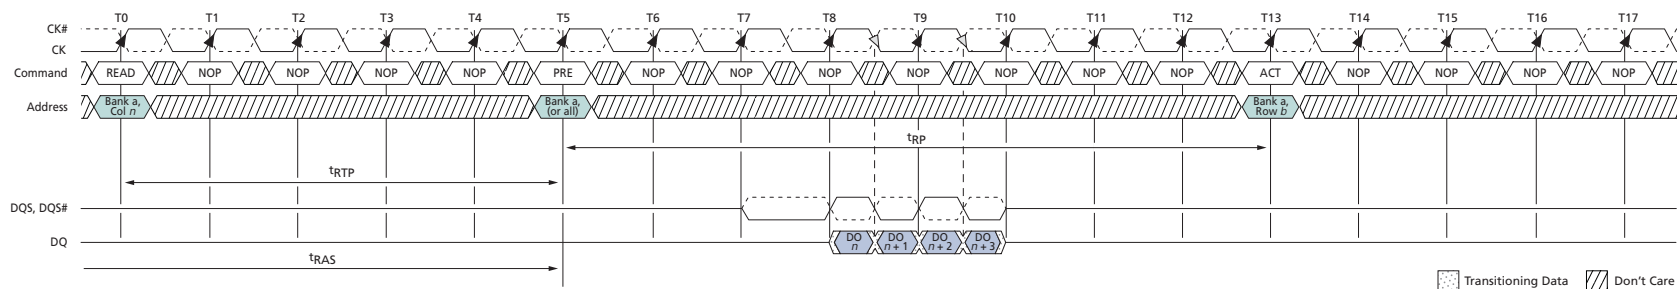 T0 T1 T2 T3 T4 T5 T6 T7 T8 T9 T10 T11 T12 T13 T14 T15 T16 T17
CK#
CK
Command READ NOP NOP NOP NOP PRE NOP NOP NOP NOP NOP NOP NOP ACT NOP NOP NOP NOP
Address Bank a, Col n Bank a, (or all) Bank a, Row b
tRP
tRTP
DQS, DQS#
DQ DO n DO n + 1 DO n + 2 DO n + 3
tRAS
Transitioning Data Don't Care